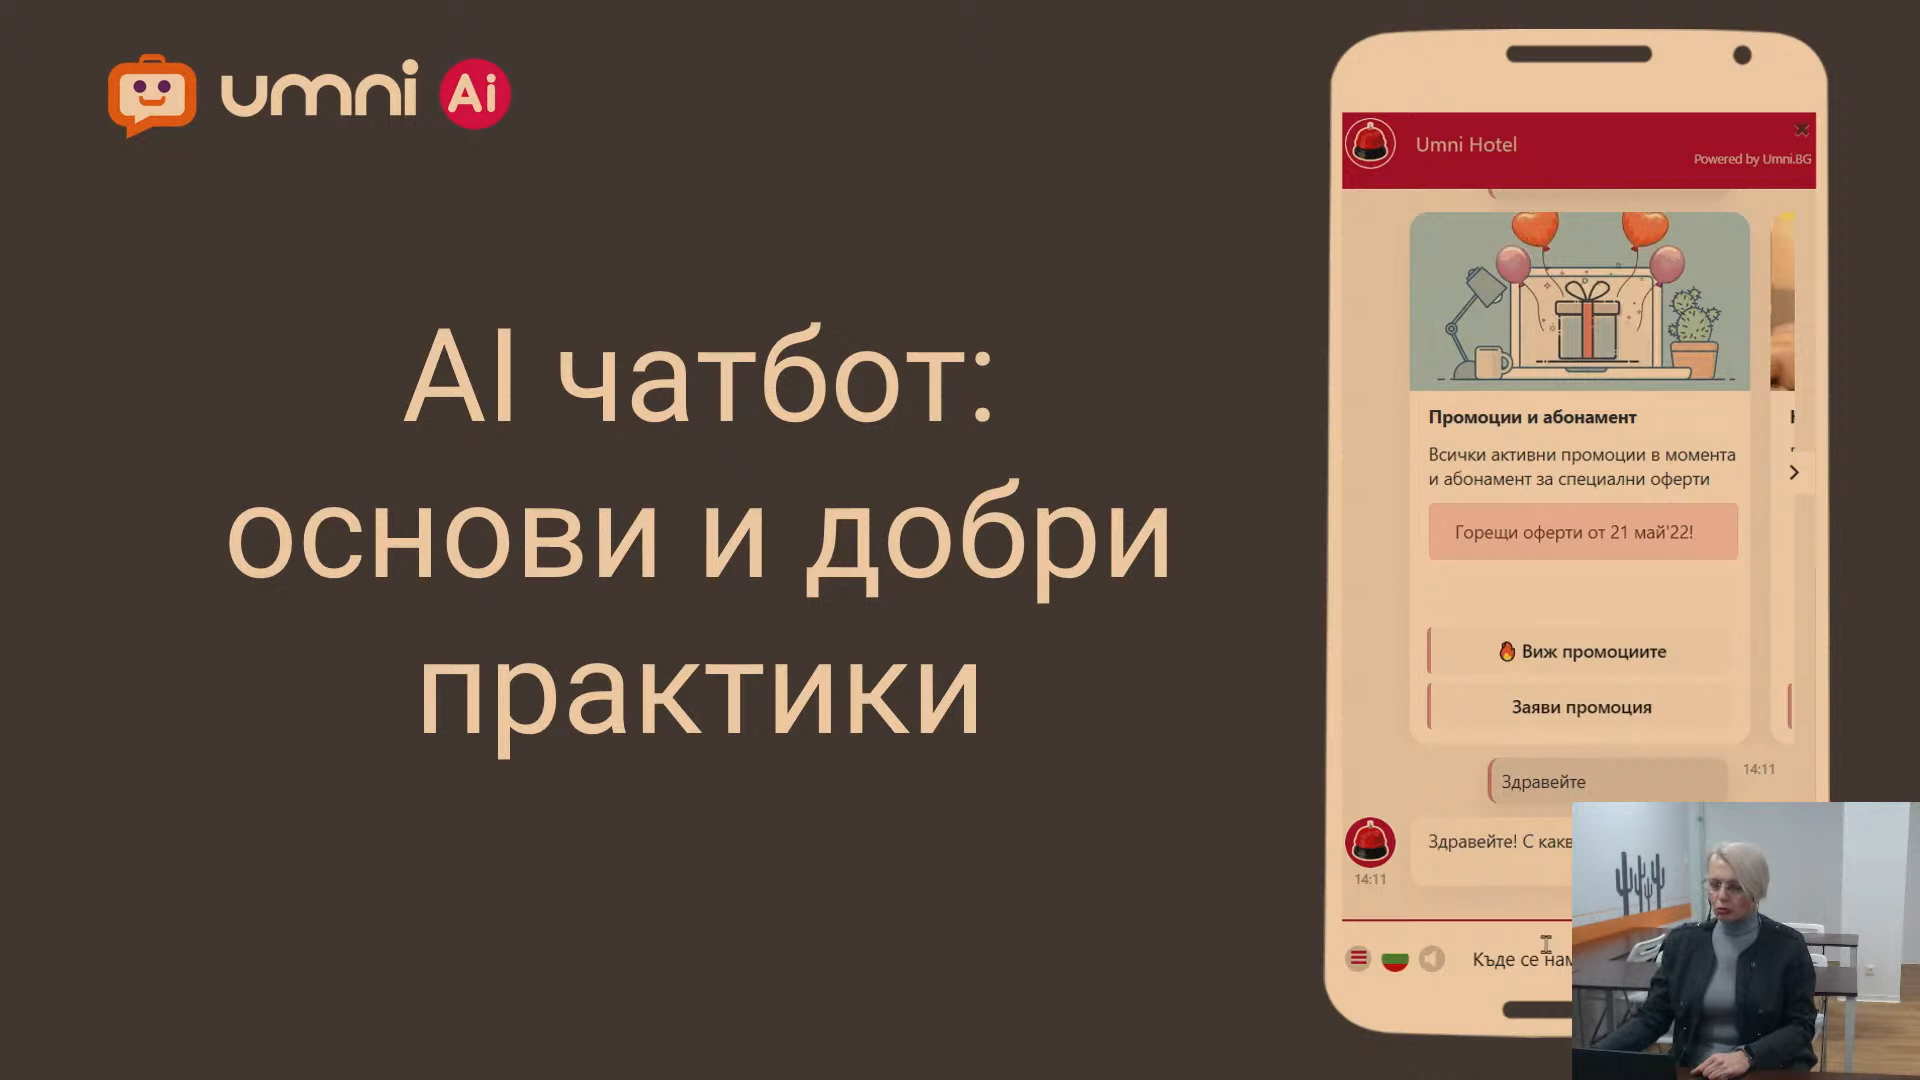 umni Ai
AI чатбот:
основи и добри
практики
Umni Hotel
Powered by Umni.BG
Промоции и абонамент
Всички активни промоции в момента
и абонамент за специални оферти
Горещи оферти от 21 май'22!
Виж промоциите
Заяви промоция
Здравейте
14:11
Здравейте! С
14:11
Къде се